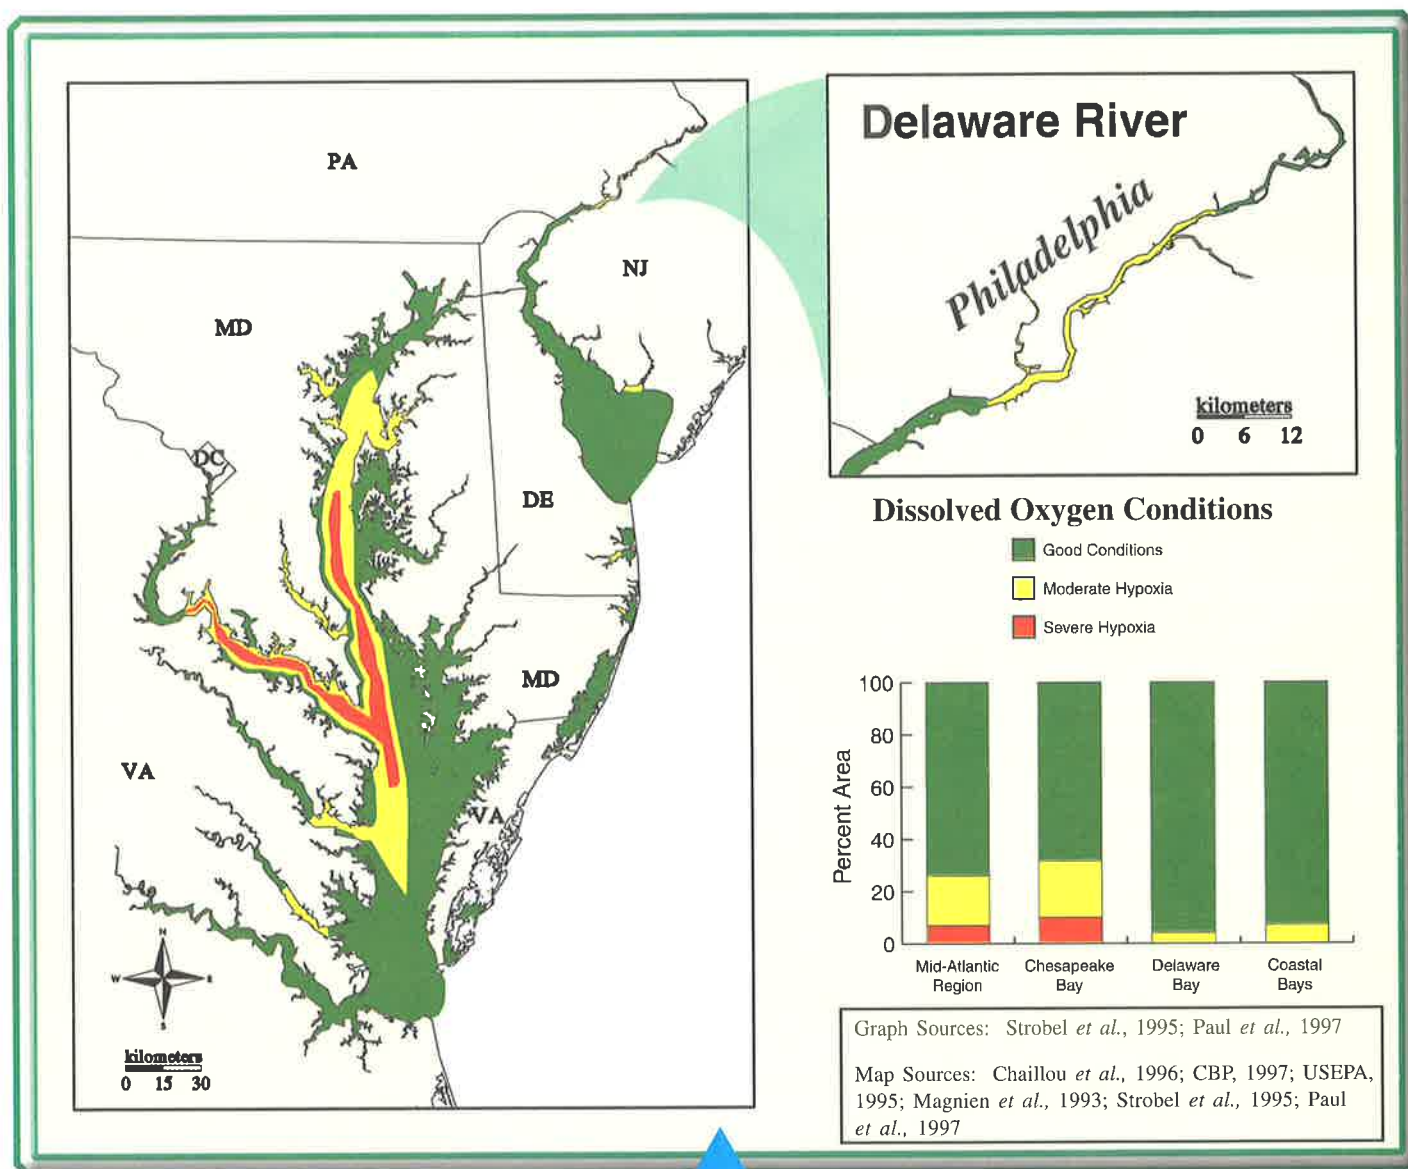 PA
MD
NJ
DC
DE
MD
VA
VA
N
W
E
S
kilometers
0 15 30
Delaware River
Philadelphia
kilometers
0 6 12
Dissolved Oxygen Conditions
Good Conditions
Moderate Hypoxia
Severe Hypoxia
Percent Area
100
80
60
40
20
0
Mid-Atlantic Region
Chesapeake Bay
Delaware Bay
Coastal Bays
Graph Sources: Strobel et al., 1995; Paul et al., 1997
Map Sources: Chaillou et al., 1996; CBP, 1997; USEPA,
1995; Magnien et al., 1993; Strobel et al., 1995; Paul
et al., 1997